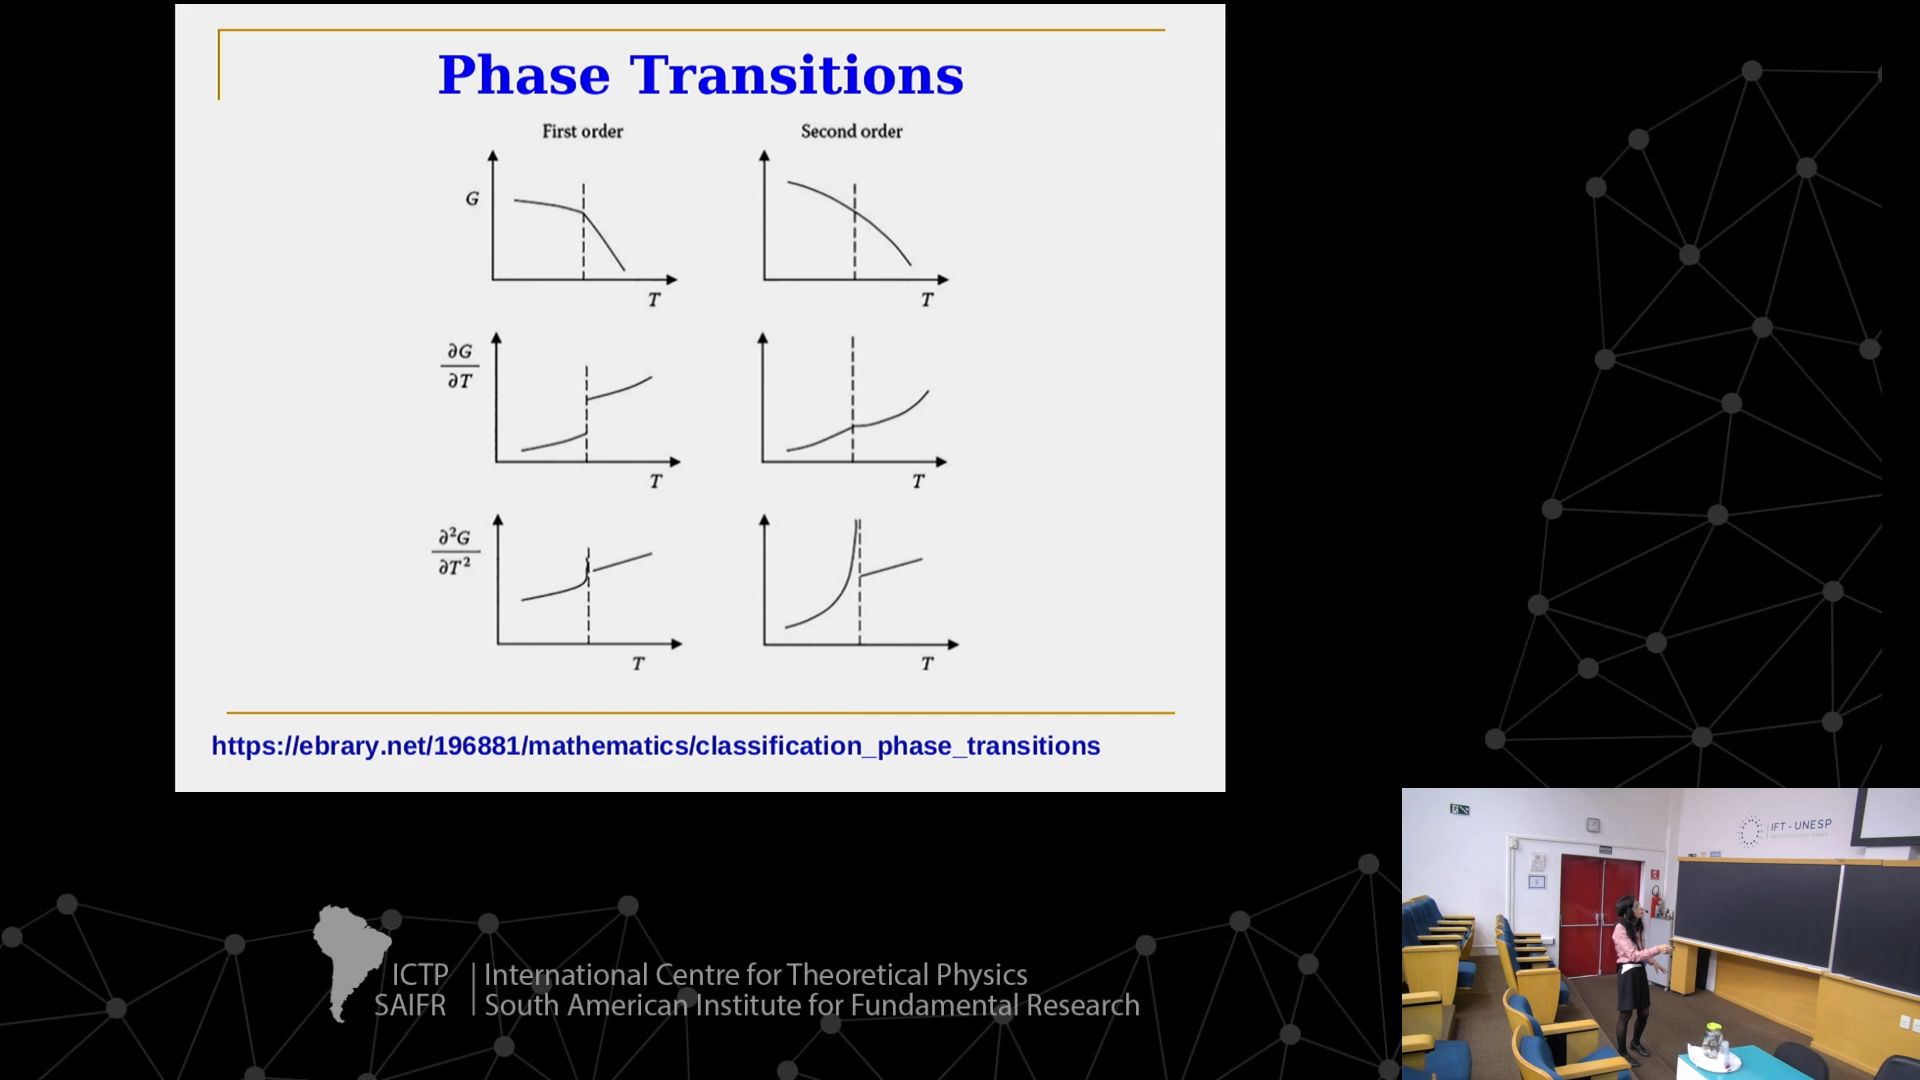 Phase Transitions
First order
Second order
G
T
T
∂G
∂T
T
T
∂²G
∂T²
T
T
https://ebrary.net/196881/mathematics/classification_phase_transitions
ICTP | International Centre for Theoretical Physics
SAIFR | South American Institute for Fundamental Research
IFT - UNESP